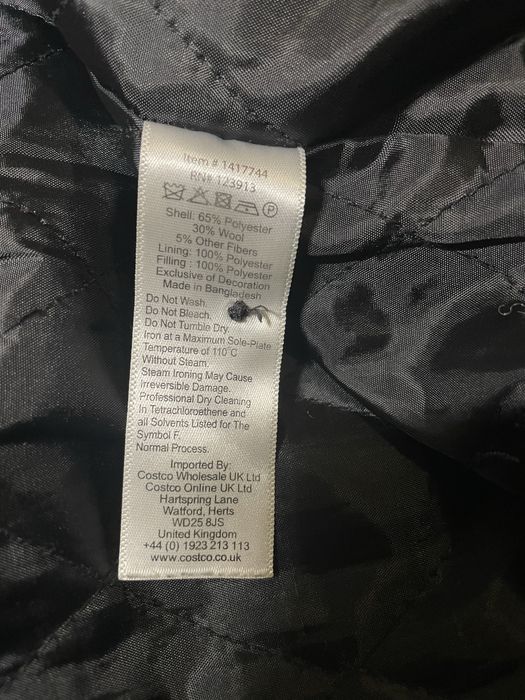 Item # 1417744
RN# 123913
P
Shell: 65% Polyester
30% Wool
5% Other Fibers
Lining: 100% Polyester
Filling : 100% Polyester
Exclusive of Decoration
Made in Bangladesh
Do Not Wash.
Do Not Bleach.
Do Not Tumble Dry.
Iron at a Maximum Sole-Plate
Temperature of 110°C
Without Steam.
Steam Ironing May Cause
Irreversible Damage.
Professional Dry Cleaning
In Tetrachloroethene and
all Solvents Listed for The
Symbol F.
Normal Process.
Imported By:
Costco Wholesale UK Ltd
Costco Online UK Ltd
Hartspring Lane
Watford, Herts
WD25 8JS
United Kingdom
+44 (0) 1923 213 113
www.costco.co.uk